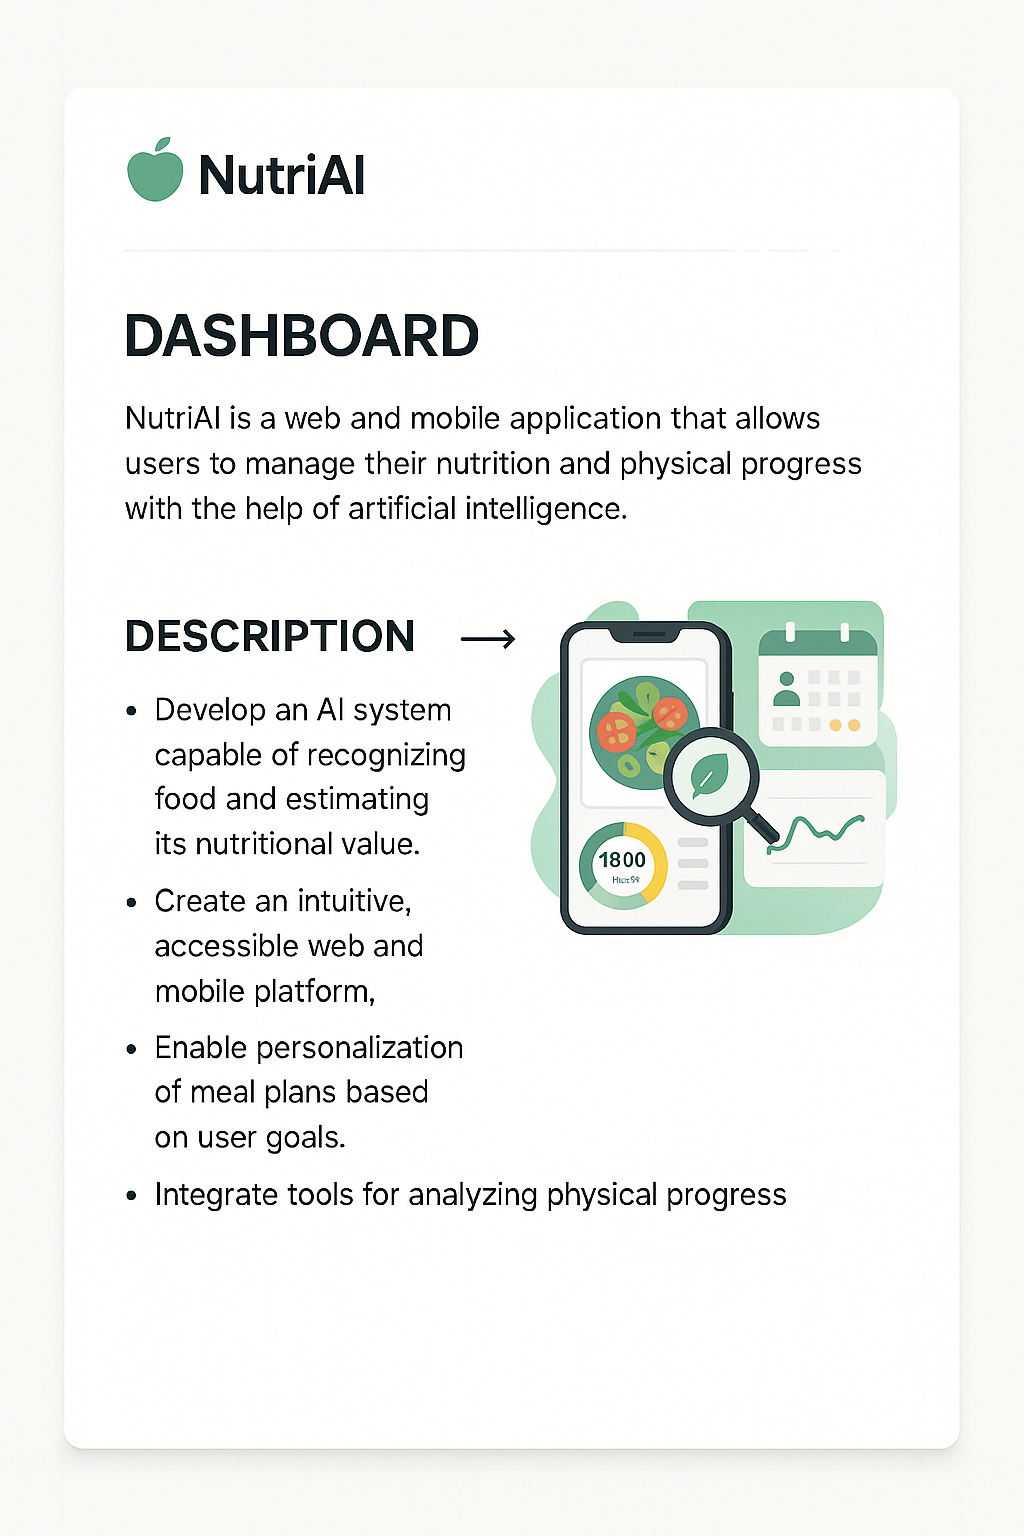 NutriAI
DASHBOARD
NutriAI is a web and mobile application that allows
users to manage their nutrition and physical progress
with the help of artificial intelligence.
DESCRIPTION →
• Develop an AI system
capable of recognizing
food and estimating
its nutritional value.
• Create an intuitive,
accessible web and
mobile platform,
• Enable personalization
of meal plans based
on user goals.
• Integrate tools for analyzing physical progress
1800